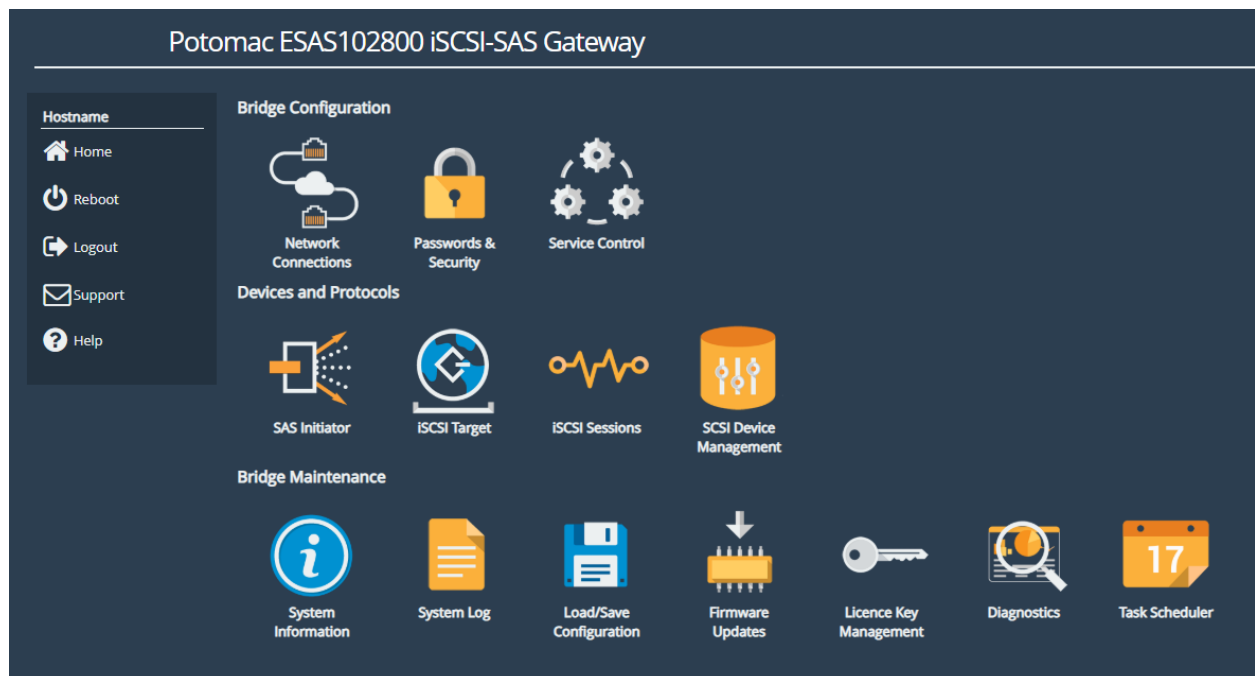 Potomac ESAS102800 iSCSI-SAS Gateway
Hostname
Home
Reboot
Logout
Support
Help
Bridge Configuration
Network
Connections
Passwords &
Security
Service Control
Devices and Protocols
SAS Initiator
iSCSI Target
iSCSI Sessions
SCSI Device
Management
Bridge Maintenance
System
Information
System Log
Load/Save
Configuration
Firmware
Updates
Licence Key
Management
Diagnostics
17
Task Scheduler